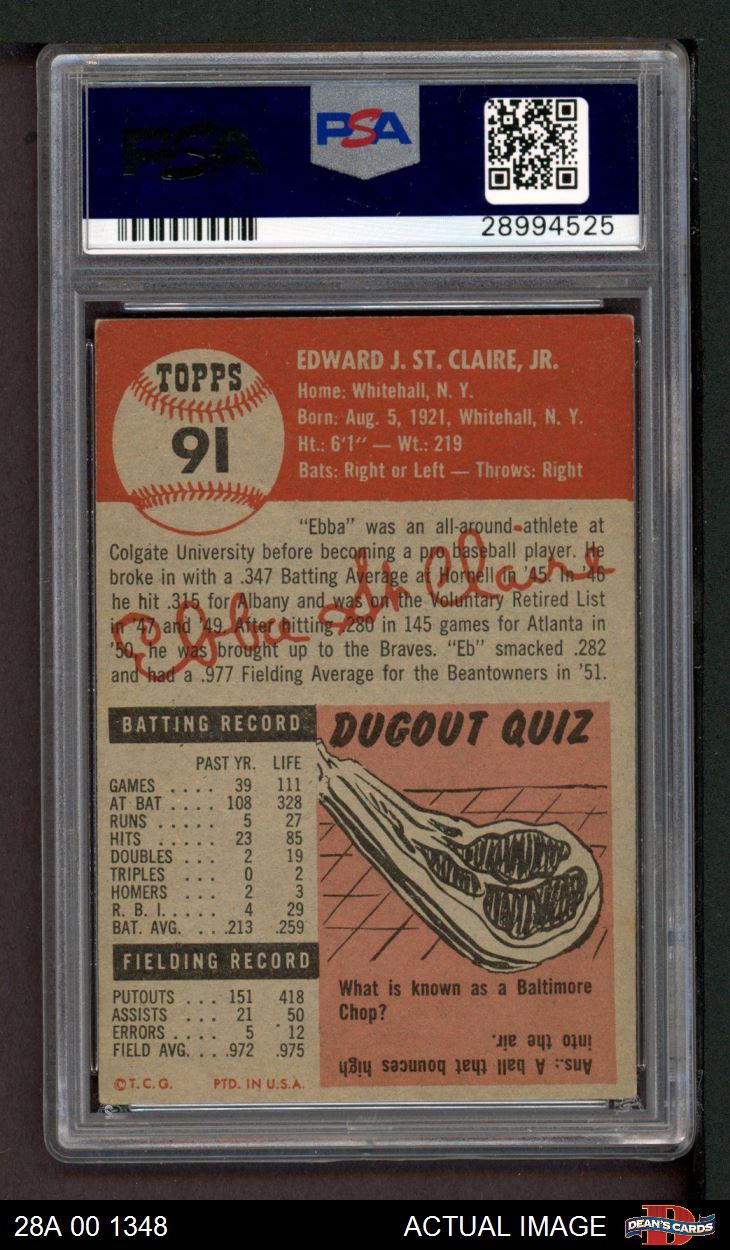 PSA
PSA
28994525
TOPPS
91
EDWARD J. ST. CLAIRE, JR.
Home: Whitehall, N. Y.
Born: Aug. 5, 1921, Whitehall, N. Y.
Ht.: 6'1" — Wt.: 219
Bats: Right or Left — Throws: Right
"Ebba" was an all-around athlete at
Colgate University before becoming a pro baseball player. He
broke in with a .347 Batting Average at Hornell in '45. In '46
he hit .315 for Albany and was on the Voluntary Retired List
in '47 and '49. After hitting .280 in 145 games for Atlanta in
'50, he was brought up to the Braves. "Eb" smacked .282
and had a .977 Fielding Average for the Beantowners in '51.
Ebba St. Claire
BATTING RECORD
PAST YR. LIFE
GAMES .... 39 111
AT BAT .... 108 328
RUNS ..... 5 27
HITS ..... 23 85
DOUBLES ... 2 19
TRIPLES ... 0 2
HOMERS ... 2 3
R. B. I. .... 4 29
BAT. AVG. ... .213 .259
FIELDING RECORD
PUTOUTS ... 151 418
ASSISTS ... 21 50
ERRORS .... 5 12
FIELD AVG. ... .972 .975
© T. C. G. PTD. IN U.S.A.
DUGOUT QUIZ
What is known as a Baltimore
Chop?
Ans.: A ball that bounces high
into the air.
28A 00 1348
ACTUAL IMAGE
DEAN'S CARDS